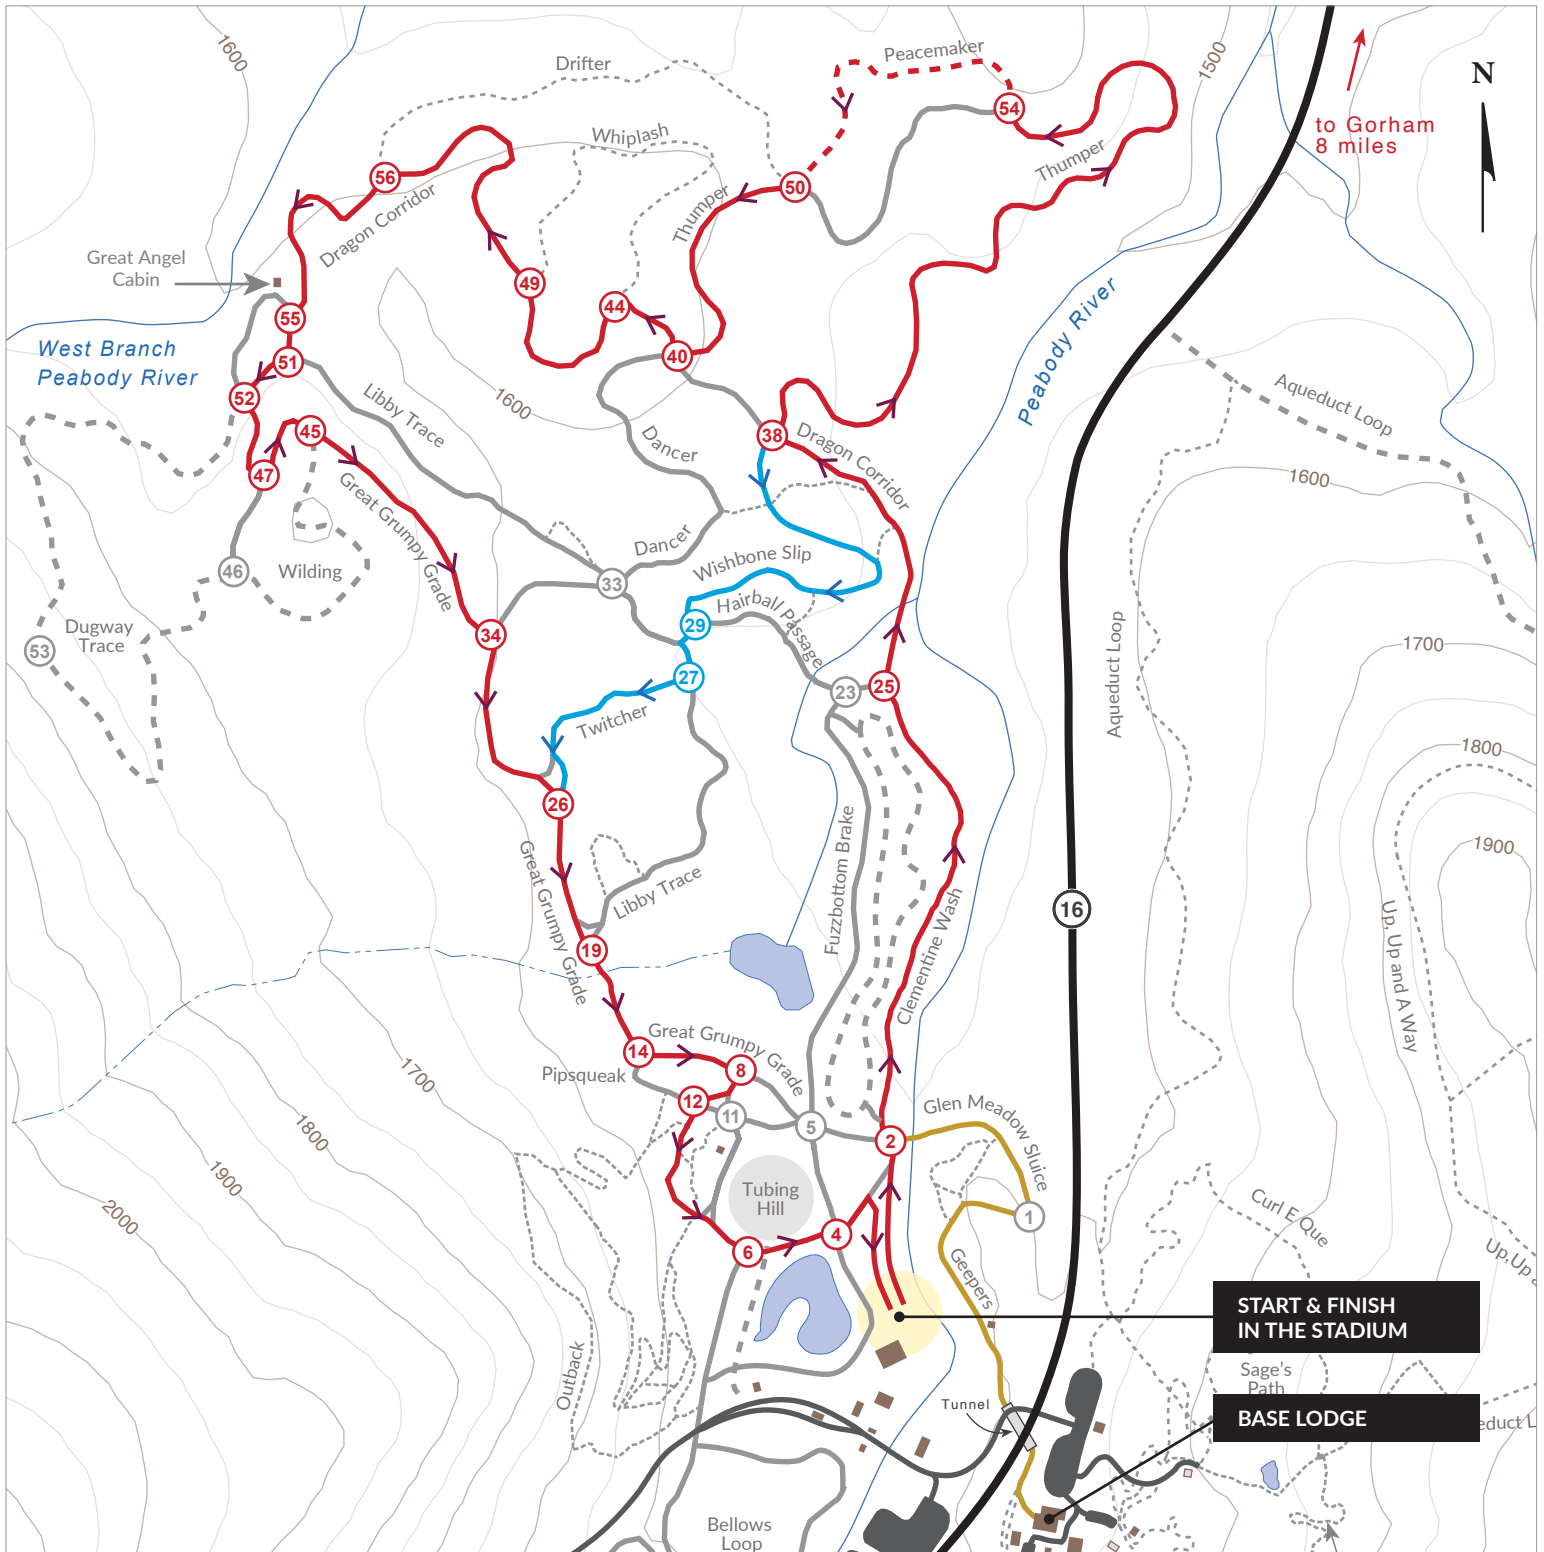 1600
Drifter
Peacemaker
1500
N
54
to Gorham
8 miles
Whiplash
Thumper
56
50
Thumper
Dragon Corridor
Great Angel
Cabin
49
44
55
Peabody River
West Branch
Peabody River
51
40
52
Libby Trace
1600
Aqueduct Loop
45
38
Dragon Corridor
Dancer
47
1600
Great Grumpy Grade
Dancer
Wishbone Slip
46
Wilding
33
Hairball Passage
29
Dugway
Trace
53
34
Aqueduct Loop
1700
27
23
25
Twitcher
1800
26
Fuzzbottom Brake
1900
Great Grumpy Grade
Libby Trace
Clementine Wash
16
Up, Up and A Way
19
Great Grumpy Grade
14
8
Pipsqueak
1700
12
11
5
Glen Meadow Sluice
2
1800
1900
Tubing
Hill
2000
1
Curl E Que
4
6
Geepers
Up,Up
START & FINISH
IN THE STADIUM
Outback
Sage's
Path
Tunnel
BASE LODGE
educt L
Bellows
Loop